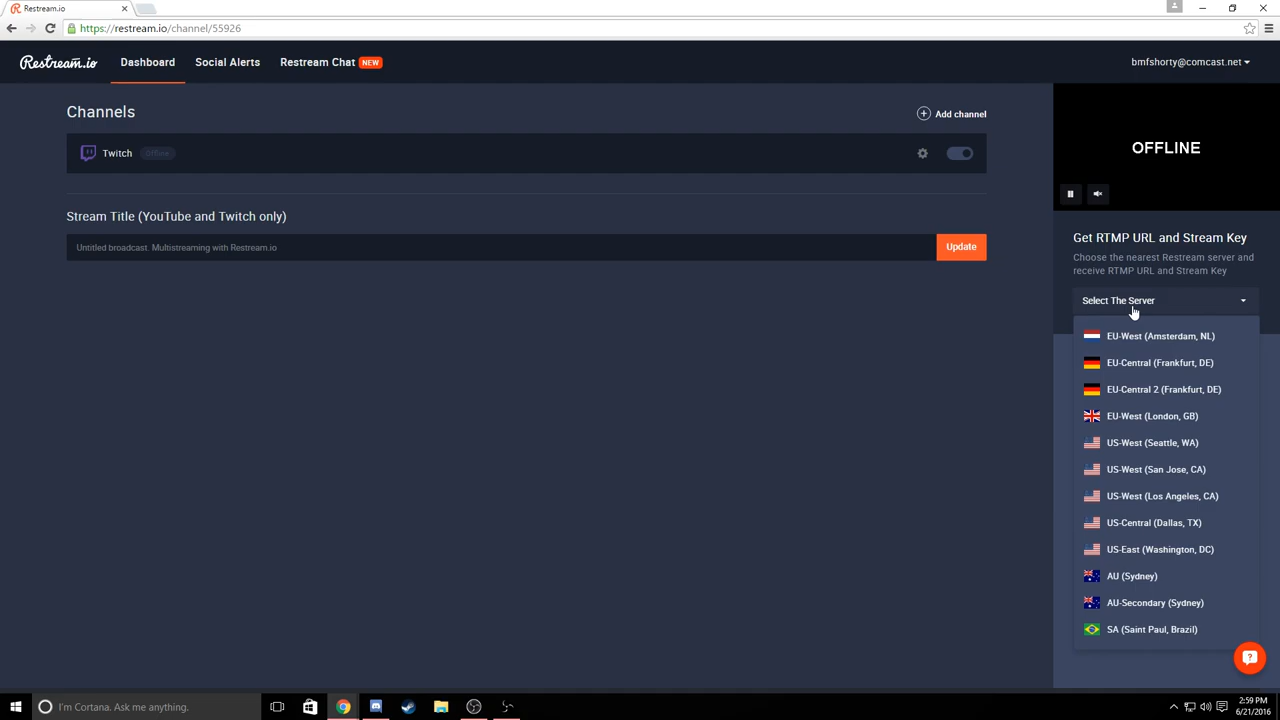 Restream.io
https://restream.io/channel/55926
Restream.io
Dashboard
Social Alerts
Restream Chat NEW
bmfshorty@comcast.net
Channels
Add channel
Twitch
Offline
Stream Title (YouTube and Twitch only)
Untitled broadcast. Multistreaming with Restream.io
Update
OFFLINE
Get RTMP URL and Stream Key
Choose the nearest Restream server and
receive RTMP URL and Stream Key
Select The Server
EU-West (Amsterdam, NL)
EU-Central (Frankfurt, DE)
EU-Central 2 (Frankfurt, DE)
EU-West (London, GB)
US-West (Seattle, WA)
US-West (San Jose, CA)
US-West (Los Angeles, CA)
US-Central (Dallas, TX)
US-East (Washington, DC)
AU (Sydney)
AU-Secondary (Sydney)
SA (Saint Paul, Brazil)
I'm Cortana. Ask me anything.
2:59 PM
6/21/2016